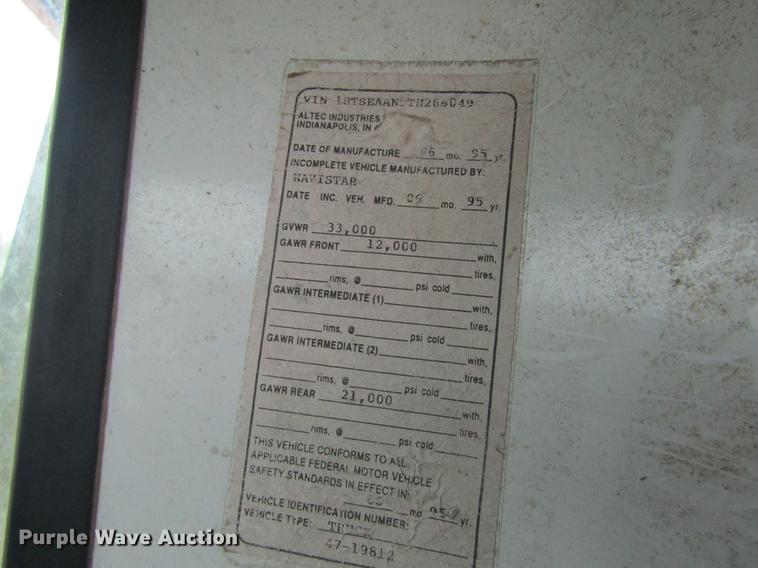 VIN
ALTEC INDUSTRIES
INDIANAPOLIS, IN
DATE OF MANUFACTURE mo. 95 yr.
INCOMPLETE VEHICLE MANUFACTURED BY:
NAVISTAR
DATE INC. VEH. MFD. mo. 95 yr.
GVWR 33,000
GAWR FRONT 12,000 with,
tires,
rims, @ psi cold
GAWR INTERMEDIATE (1) with,
tires,
rims, @ psi cold
GAWR INTERMEDIATE (2) with,
tires,
rims, @ psi cold
GAWR REAR 21,000 with,
tires,
rims, @ psi cold
THIS VEHICLE CONFORMS TO ALL
APPLICABLE FEDERAL MOTOR VEHICLE
SAFETY STANDARDS IN EFFECT IN:
mo 95 yr
VEHICLE IDENTIFICATION NUMBER:
VEHICLE TYPE: TRUCK
47-19812
Purple Wave Auction